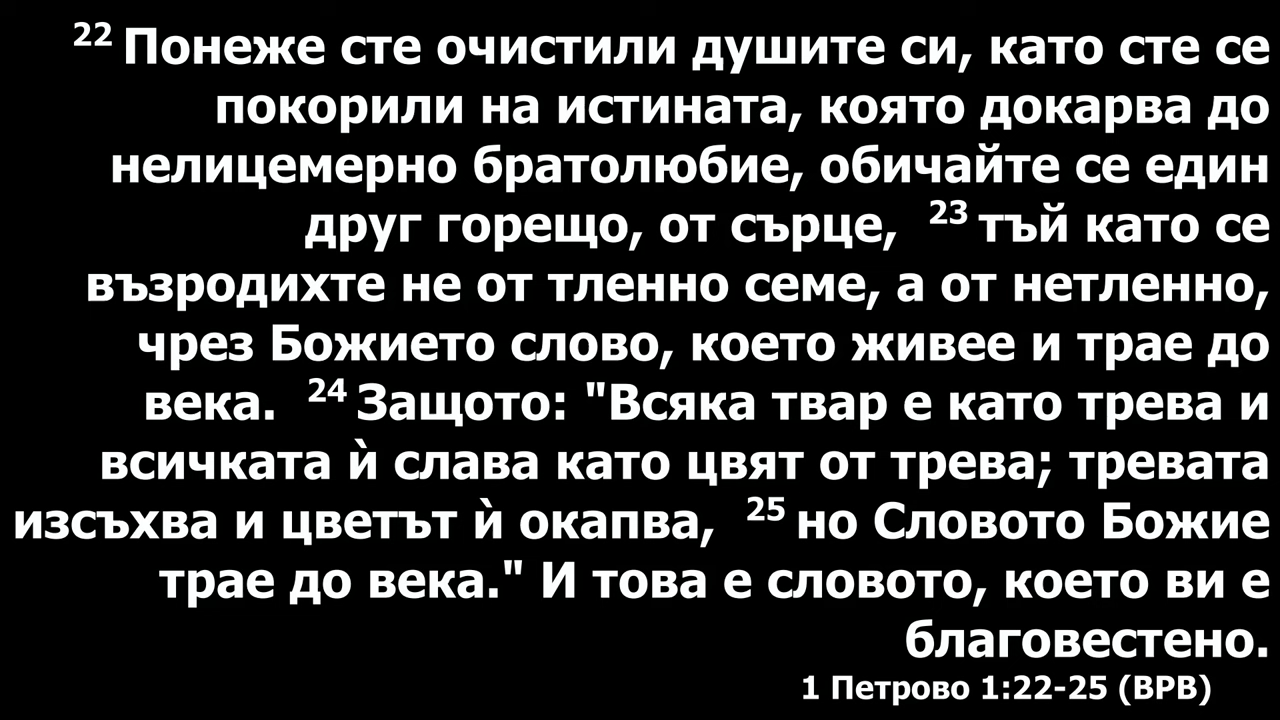 22 Понеже сте очистили душите си, като сте се
покорили на истината, която докарва до
нелицемерно братолюбие, обичайте се един
друг горещо, от сърце, 23 тъй като се
възродихте не от тленно семе, а от нетленно,
чрез Божието слово, което живее и трае до
века. 24 Защото: "Всяка твар е като трева и
всичката ѝ слава като цвят от трева; тревата
изсъхва и цветът ѝ окапва, 25 но Словото Божие
трае до века." И това е словото, което ви е
благовестено.
1 Петрово 1:22-25 (ВРВ)